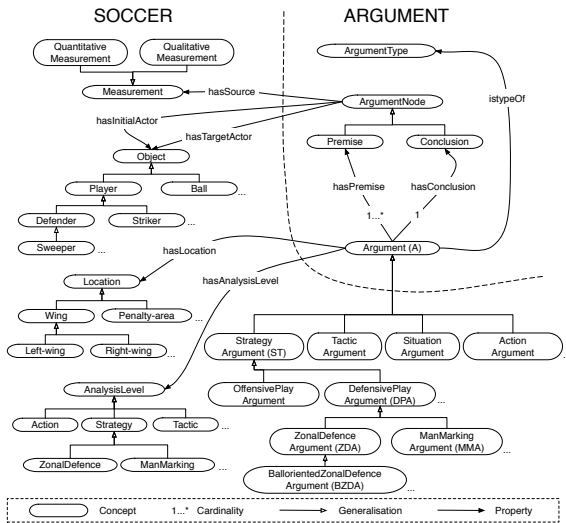 SOCCER
ARGUMENT
Quantitative
Measurement
Qualitative
Measurement
ArgumentType
Measurement
hasSource
ArgumentNode
istypeOf
hasInitialActor
hasTargetActor
Premise
Conclusion
Object
Player
Ball
...
hasPremise
hasConclusion
Defender
Striker
...
1...*
1
Sweeper
...
hasLocation
Argument (A)
Location
hasAnalysisLevel
Wing
Penalty-area
...
Left-wing
Right-wing
...
Strategy
Argument (ST)
Tactic
Argument
Situation
Argument
Action
Argument
...
AnalysisLevel
OffensivePlay
Argument
DefensivePlay
Argument (DPA)
...
Action
Strategy
Tactic
...
ZonalDefence
Argument (ZDA)
ManMarking
Argument (MMA)
...
ZonalDefence
ManMarking
...
BallorientedZonalDefence
Argument (BZDA)
...
Concept
1...*
Cardinality
Generalisation
Property